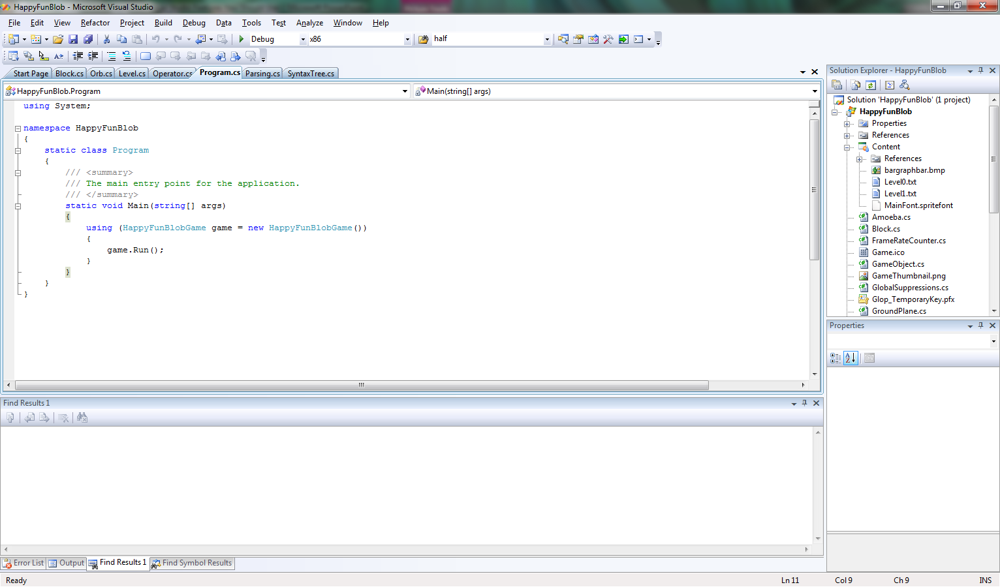 HappyFunBlob - Microsoft Visual Studio
File Edit View Refactor Project Build Debug Data Tools Test Analyze Window Help
Debug x86 half
Start Page Block.cs Orb.cs Level.cs Operator.cs Program.cs Parsing.cs SyntaxTree.cs
HappyFunBlob.Program Main(string[] args)
using System;
namespace HappyFunBlob
{
static class Program
{
/// <summary>
/// The main entry point for the application.
/// </summary>
static void Main(string[] args)
{
using (HappyFunBlobGame game = new HappyFunBlobGame())
{
game.Run();
}
}
}
}
Solution Explorer - HappyFunBlob
Solution 'HappyFunBlob' (1 project)
HappyFunBlob
Properties
References
Content
References
bargraphbar.bmp
Level0.txt
Level1.txt
MainFont.spritefont
Amoeba.cs
Block.cs
FrameRateCounter.cs
Game.ico
GameObject.cs
GameThumbnail.png
GlobalSuppressions.cs
Glop_TemporaryKey.pfx
GroundPlane.cs
Properties
Find Results 1
Error List Output Find Results 1 Find Symbol Results
Ready Ln 11 Col 9 Ch 9 INS